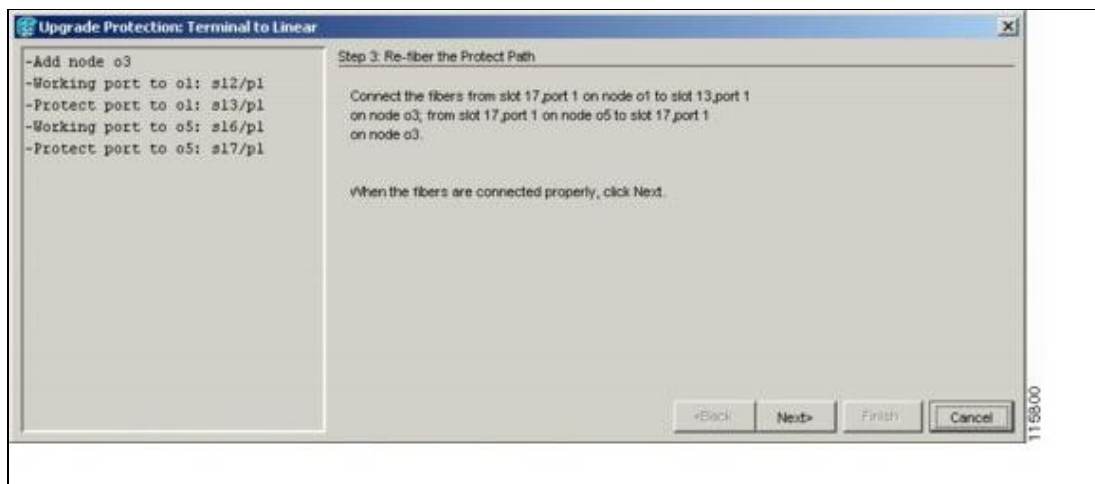 Upgrade Protection: Terminal to Linear
-Add node o3
-Working port to o1: s12/p1
-Protect port to o1: s13/p1
-Working port to o5: s16/p1
-Protect port to o5: s17/p1
Step 3: Re-fiber the Protect Path
Connect the fibers from slot 17,port 1 on node o1 to slot 13,port 1
on node o3; from slot 17,port 1 on node o5 to slot 17,port 1
on node o3.
When the fibers are connected properly, click Next.
<Back
Next>
Finish
Cancel
115800